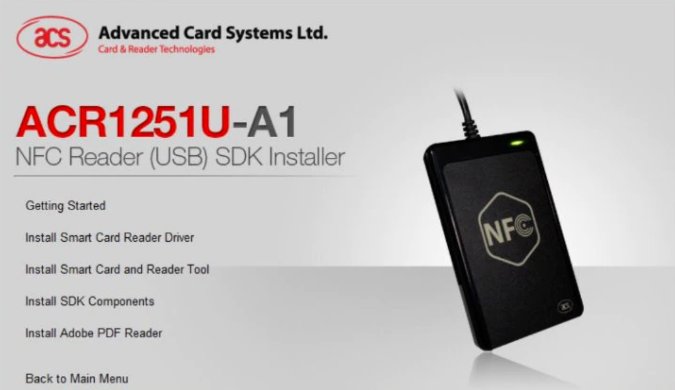 acs
Advanced Card Systems Ltd.
Card & Reader Technologies
ACR1251U-A1
NFC Reader (USB) SDK Installer
Getting Started
Install Smart Card Reader Driver
Install Smart Card and Reader Tool
Install SDK Components
Install Adobe PDF Reader
Back to Main Menu
NFC
acs